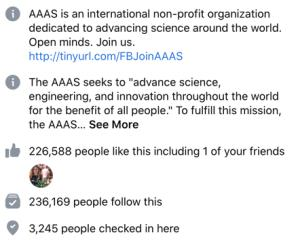 AAAS is an international non-profit organization
dedicated to advancing science around the world.
Open minds. Join us.
http://tinyurl.com/FBJoinAAAS
The AAAS seeks to "advance science,
engineering, and innovation throughout the world
for the benefit of all people." To fulfill this mission,
the AAAS... See More
226,588 people like this including 1 of your friends
236,169 people follow this
3,245 people checked in here